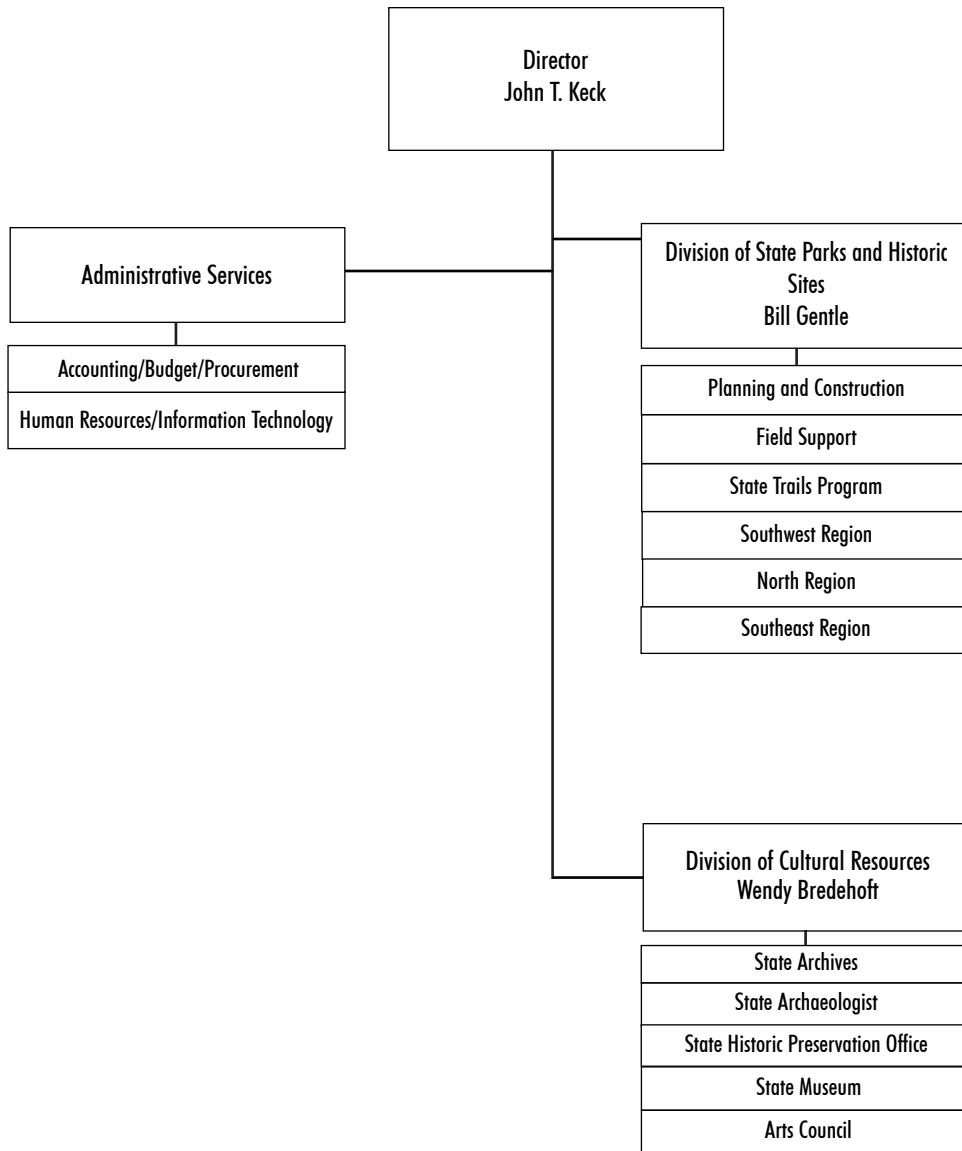 Director
John T. Keck
Administrative Services
Accounting/Budget/Procurement
Human Resources/Information Technology
Division of State Parks and Historic
Sites
Bill Gentle
Planning and Construction
Field Support
State Trails Program
Southwest Region
North Region
Southeast Region
Division of Cultural Resources
Wendy Bredehoft
State Archives
State Archaeologist
State Historic Preservation Office
State Museum
Arts Council